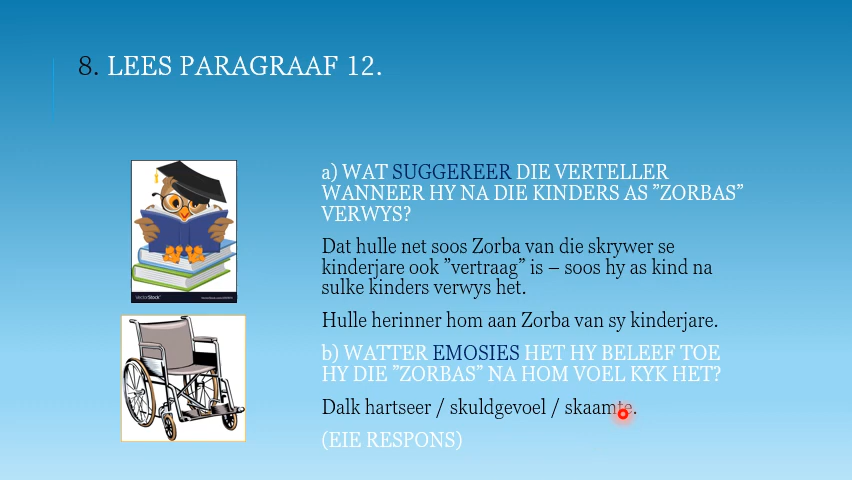 8. LEES PARAGRAAF 12.
a) WAT SUGGEREER DIE VERTELLER
WANNEER HY NA DIE KINDERS AS ”ZORBAS”
VERWYS?
Dat hulle net soos Zorba van die skrywer se
kinderjare ook ”vertraag” is – soos hy as kind na
sulke kinders verwys het.
Hulle herinner hom aan Zorba van sy kinderjare.
b) WATTER EMOSIES HET HY BELEEF TOE
HY DIE ”ZORBAS” NA HOM VOEL KYK HET?
Dalk hartseer / skuldgevoel / skaamte.
(EIE RESPONS)
VectorStock